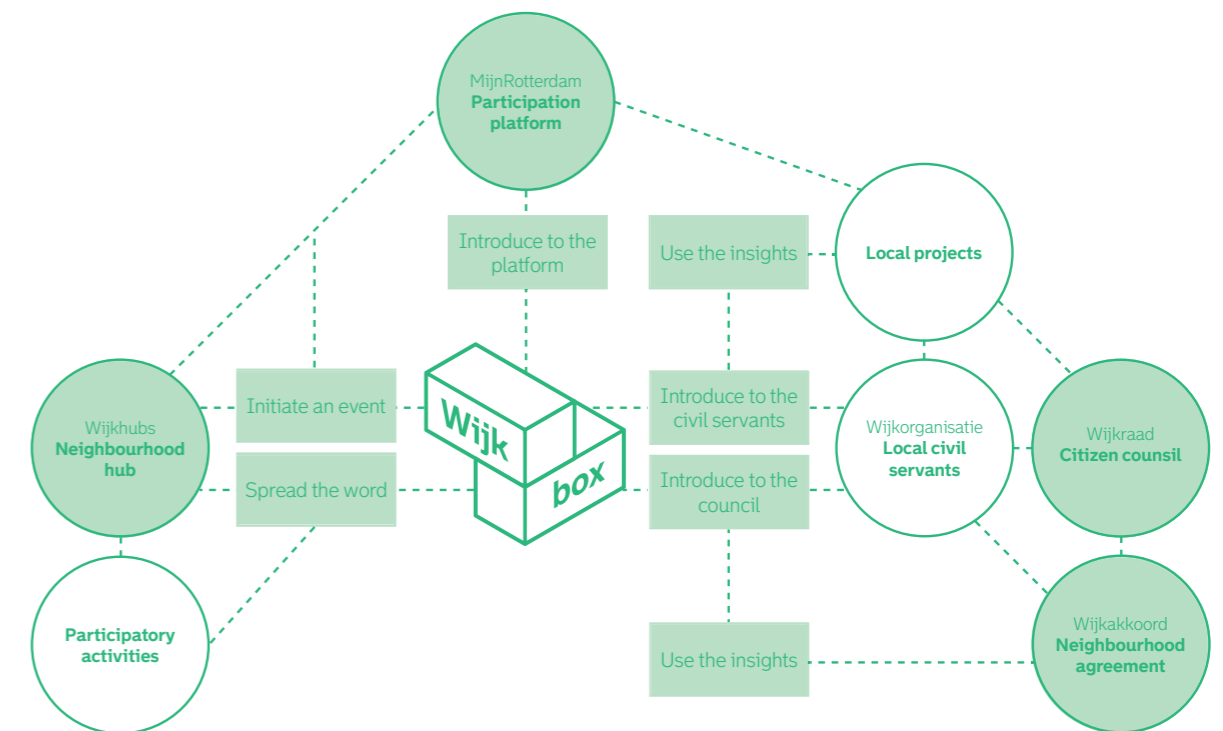 MijnRotterdam
Participation
platform
Introduce to the
platform
Use the insights
Local projects
Wijkhubs
Neighbourhood
hub
Initiate an event
Spread the word
Wijk
box
Introduce to the
civil servants
Introduce to the
council
Wijkorganisatie
Local civil
servants
Wijkraad
Citizen counsil
Participatory
activities
Use the insights
Wijkakkoord
Neighbourhood
agreement